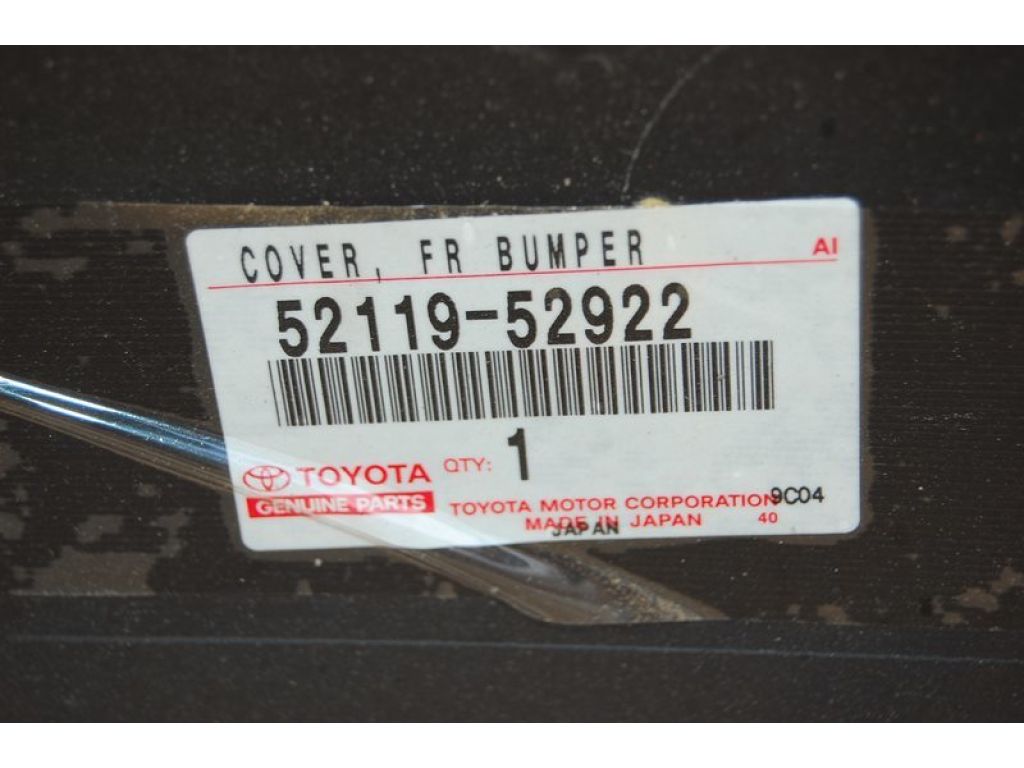 COVER, FR BUMPER
AI
52119-52922
TOYOTA
GENUINE PARTS
QTY: 1
TOYOTA MOTOR CORPORATION
9C04
MADE IN JAPAN
40
JAPAN